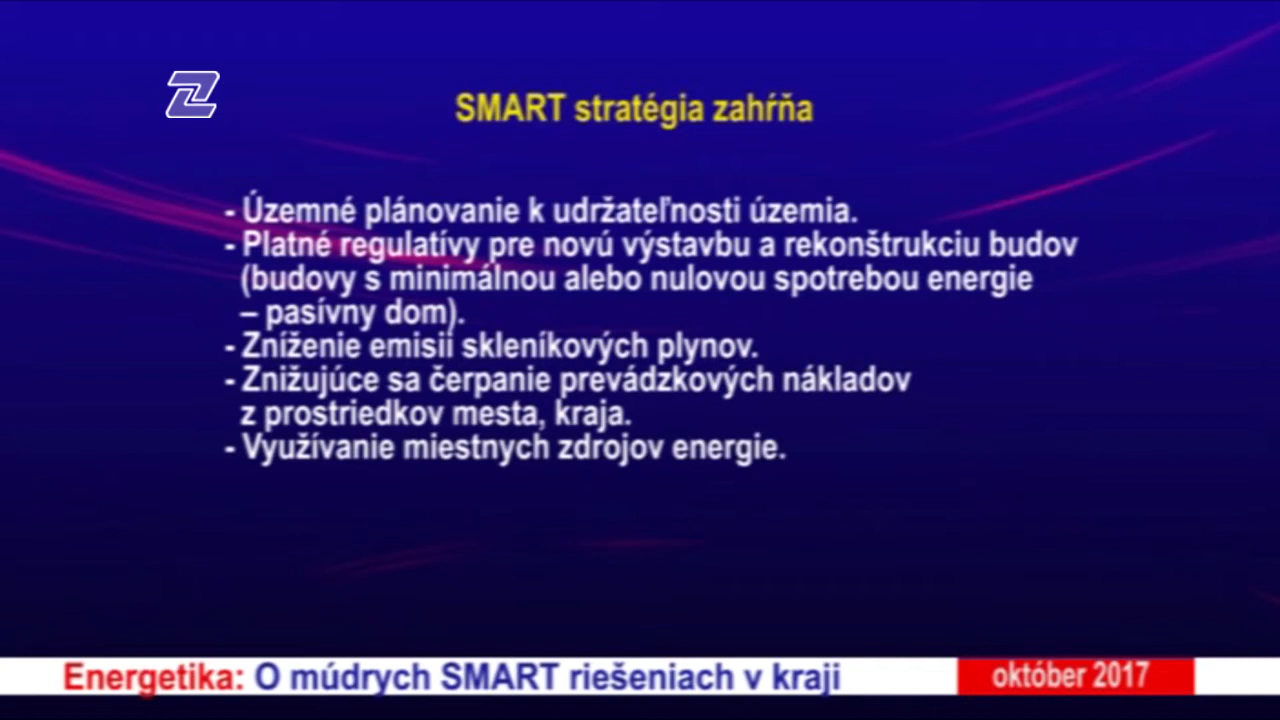 SMART stratégia zahŕňa
- Územné plánovanie k udržateľnosti územia.
- Platné regulatívy pre novú výstavbu a rekonštrukciu budov
(budovy s minimálnou alebo nulovou spotrebou energie
– pasívny dom).
- Zníženie emisií skleníkových plynov.
- Znižujúce sa čerpanie prevádzkových nákladov
z prostriedkov mesta, kraja.
- Využívanie miestnych zdrojov energie.
Energetika: O múdrych SMART riešeniach v kraji
október 2017